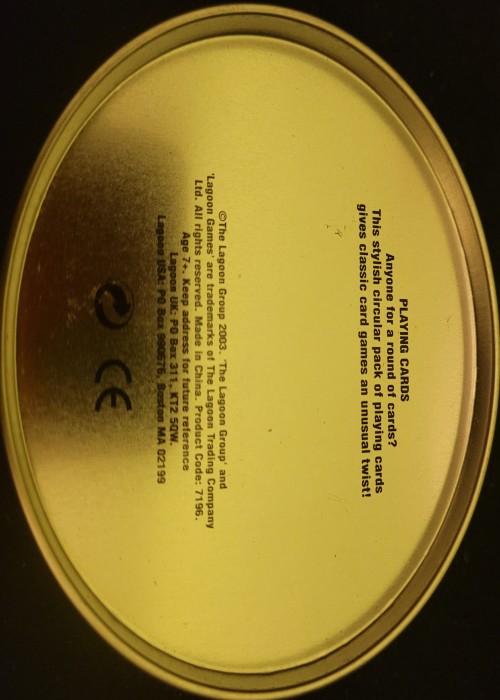 PLAYING CARDS
Anyone for a round of cards?
This stylish circular pack of playing cards
gives classic card games an unusual twist!
©The Lagoon Group 2003. 'The Lagoon Group' and
'Lagoon Games' are trademarks of The Lagoon Trading Company
Ltd. All rights reserved. Made in China. Product Code: 7196.
Age 7+. Keep address for future reference
Lagoon UK: PO Box 311, KT2 5QW.
Lagoon USA: PO Box 990676, Boston MA 02199
CE